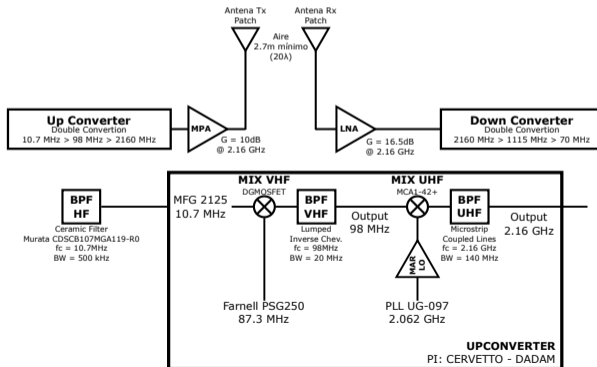 Antena Tx
Patch
Antena Rx
Patch
Aire
2.7m mínimo
(20λ)
Up Converter
Double Convertion
10.7 MHz > 98 MHz > 2160 MHz
MPA
G = 10dB
@ 2.16 GHz
LNA
G = 16.5dB
@ 2.16 GHz
Down Converter
Double Convertion
2160 MHz > 1115 MHz > 70 MHz
BPF
HF
Ceramic Filter
Murata CDSCB107MGA119-R0
fc = 10.7MHz
BW = 500 kHz
MFG 2125
10.7 MHz
MIX VHF
DGMOSFET
BPF
VHF
Lumped
Inverse Chev.
fc = 98MHz
BW = 20 MHz
Output
98 MHz
MIX UHF
MCA1-42+
BPF
UHF
Microstrip
Coupled Lines
fc = 2.16 GHz
BW = 140 MHz
Output
2.16 GHz
MAR
LO
Farnell PSG250
87.3 MHz
PLL UG-097
2.062 GHz
UPCONVERTER
PI: CERVETTO - DADAM